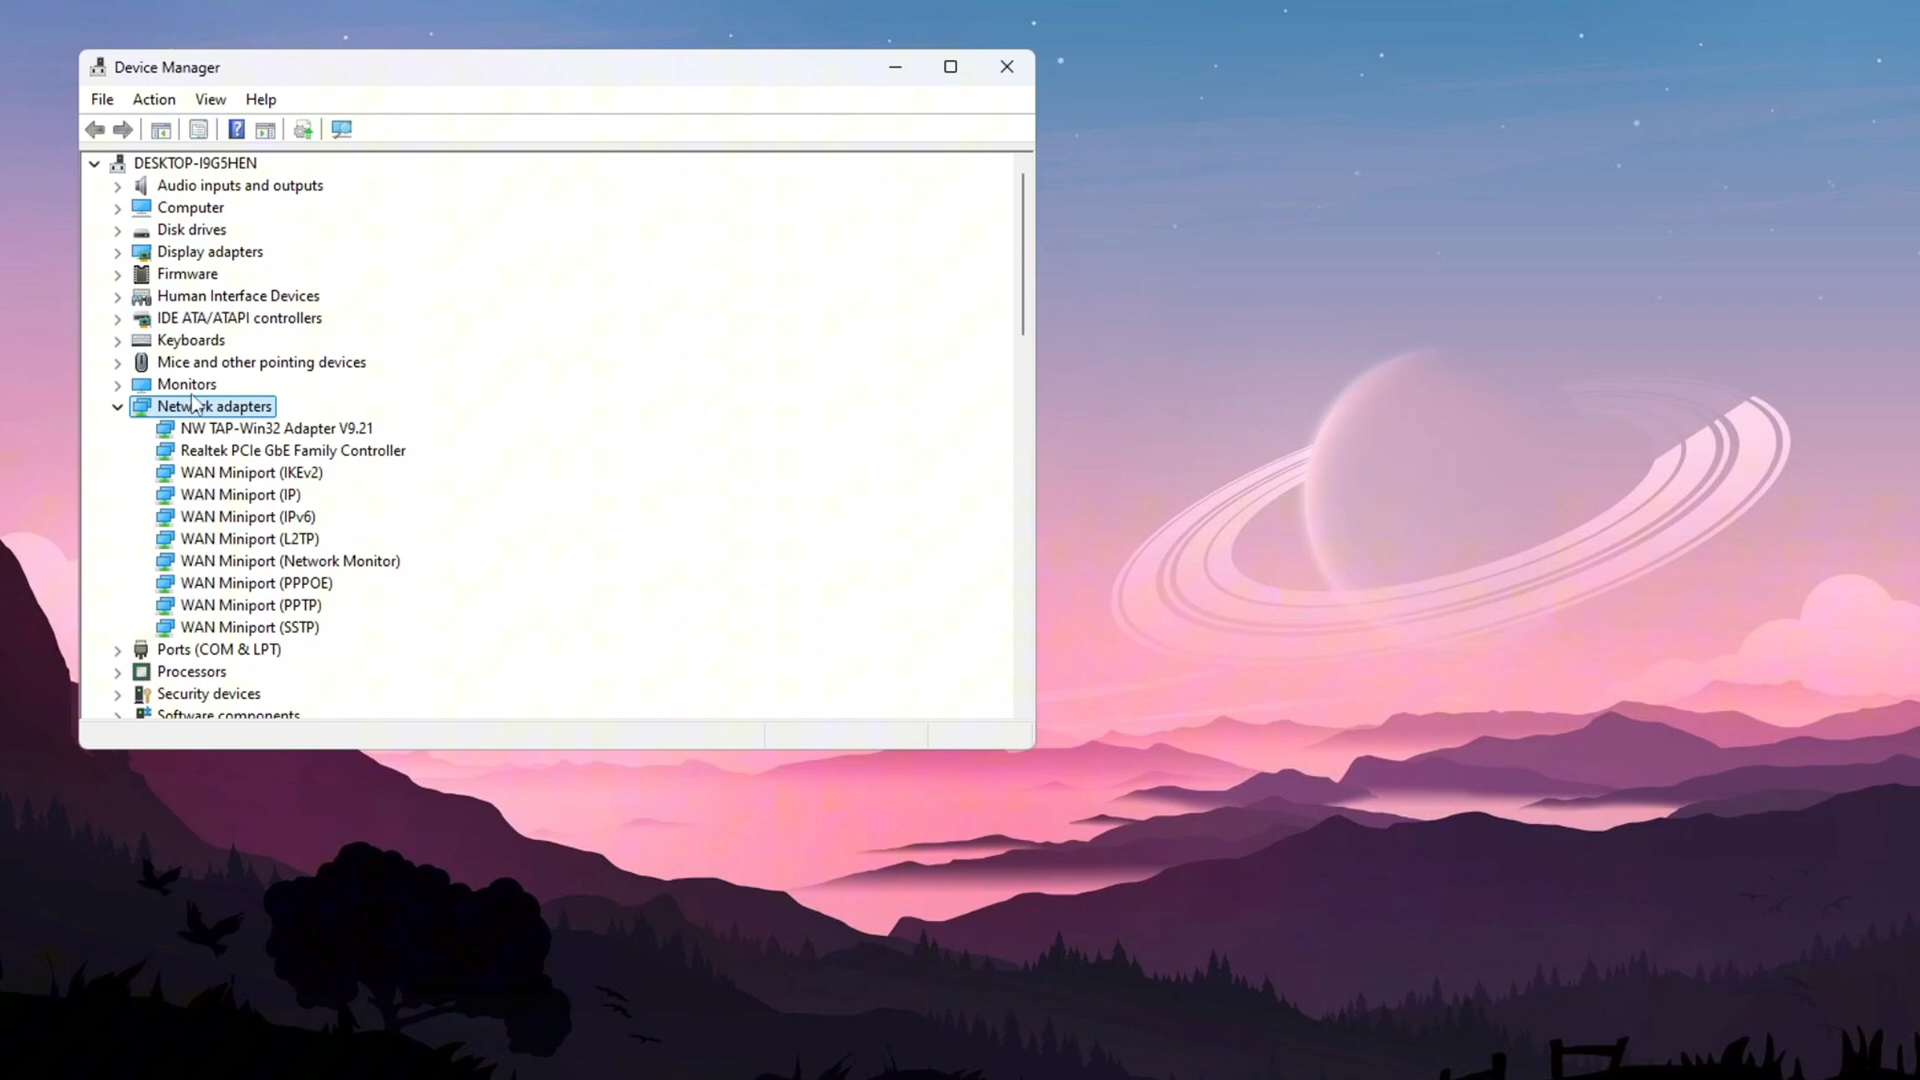 Device Manager
File Action View Help
DESKTOP-I9G5HEN
Audio inputs and outputs
Computer
Disk drives
Display adapters
Firmware
Human Interface Devices
IDE ATA/ATAPI controllers
Keyboards
Mice and other pointing devices
Monitors
Network adapters
NW TAP-Win32 Adapter V9.21
Realtek PCIe GbE Family Controller
WAN Miniport (IKEv2)
WAN Miniport (IP)
WAN Miniport (IPv6)
WAN Miniport (L2TP)
WAN Miniport (Network Monitor)
WAN Miniport (PPPOE)
WAN Miniport (PPTP)
WAN Miniport (SSTP)
Ports (COM & LPT)
Processors
Security devices
Software components